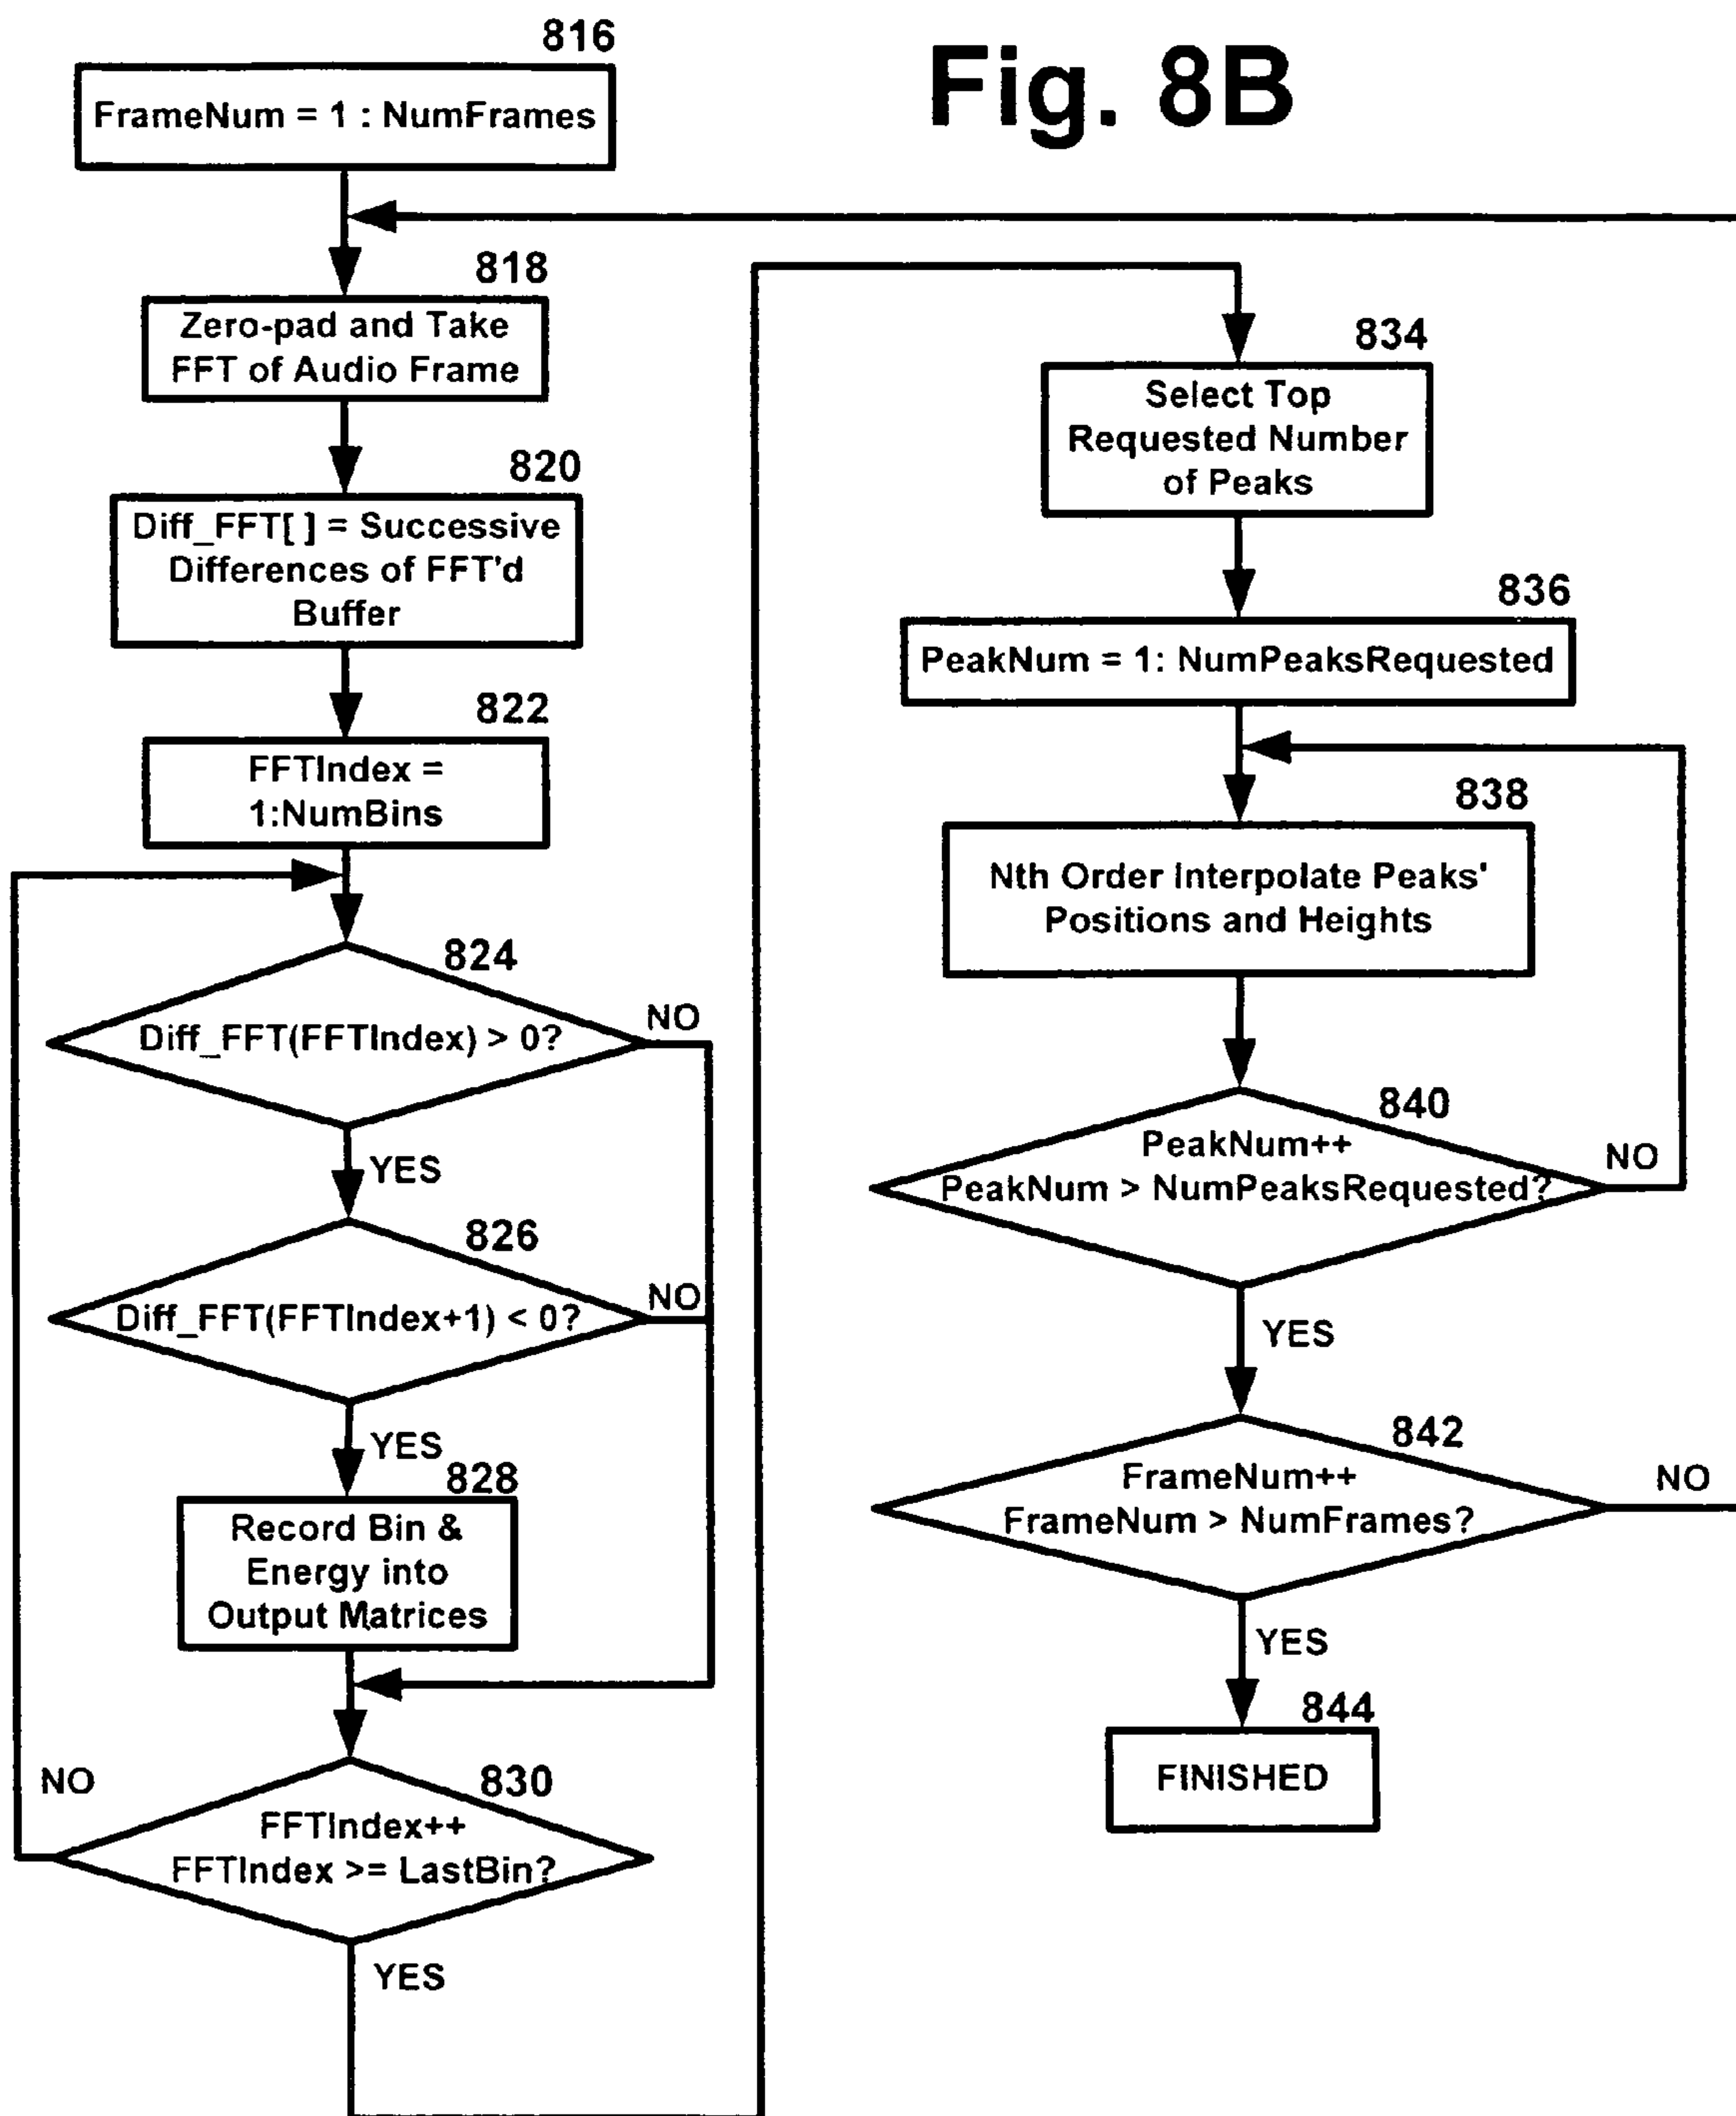 Fig. 8B
816
FrameNum = 1 : NumFrames
818
Zero-pad and Take
FFT of Audio Frame
820
Diff_FFT[ ] = Successive
Differences of FFT'd
Buffer
822
FFTIndex =
1:NumBins
824
Diff_FFT(FFTIndex) > 0?
NO
YES
826
Diff_FFT(FFTIndex+1) < 0?
NO
YES
828
Record Bin &
Energy into
Output Matrices
830
FFTIndex++
FFTIndex >= LastBin?
NO
YES
834
Select Top
Requested Number
of Peaks
836
PeakNum = 1: NumPeaksRequested
838
Nth Order Interpolate Peaks'
Positions and Heights
840
PeakNum++
PeakNum > NumPeaksRequested?
NO
YES
842
FrameNum++
FrameNum > NumFrames?
NO
YES
844
FINISHED